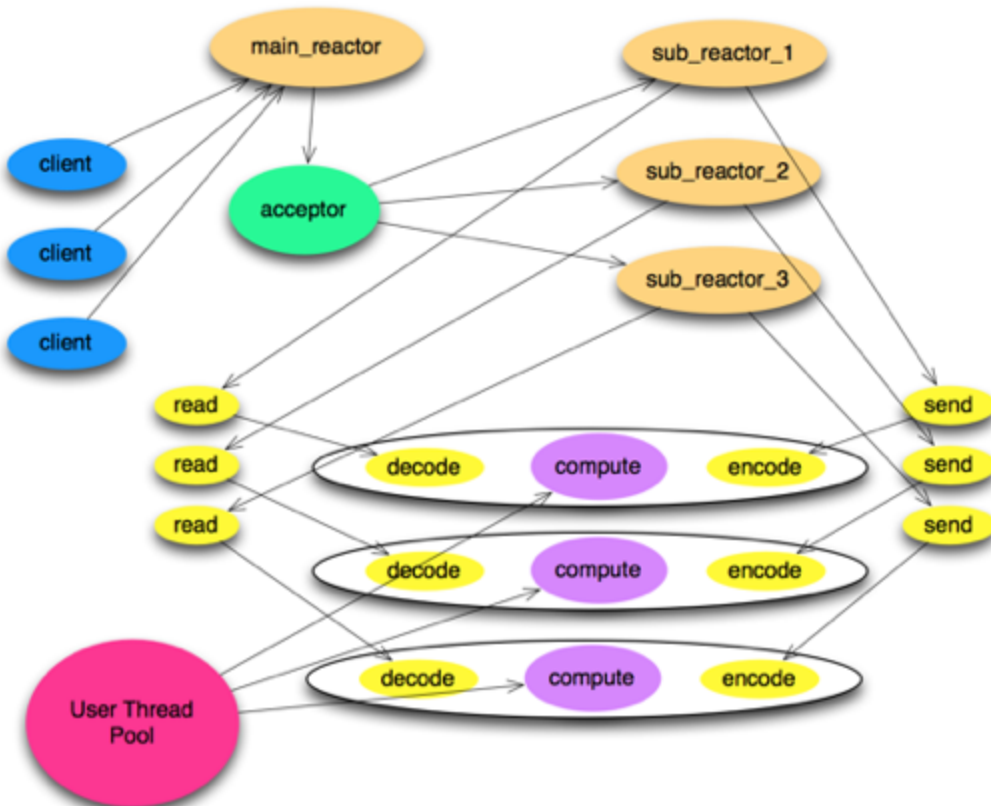 main_reactor
sub_reactor_1
client
sub_reactor_2
acceptor
client
sub_reactor_3
client
read
send
decode
compute
encode
read
send
read
send
decode
compute
encode
decode
compute
encode
User Thread
Pool